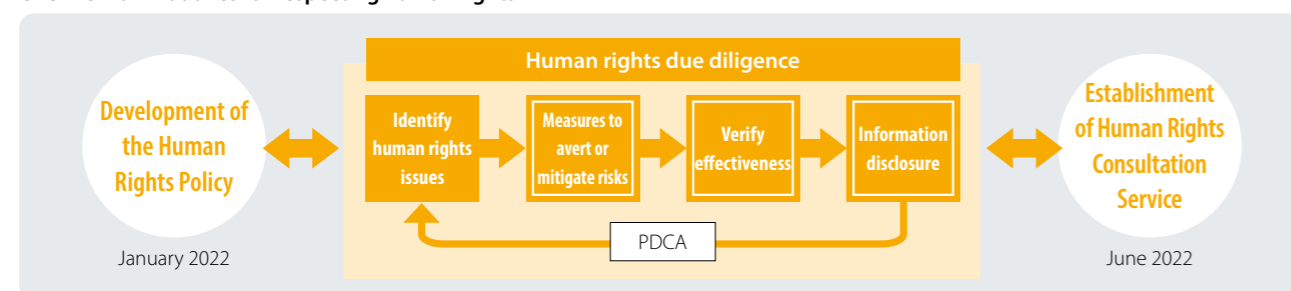 Human rights due diligence
Development of
the Human
Rights Policy
January 2022
Identify
human rights
issues
Measures to
avert or
mitigate risks
Verify
effectiveness
Information
disclosure
PDCA
Establishment
of Human Rights
Consultation
Service
June 2022